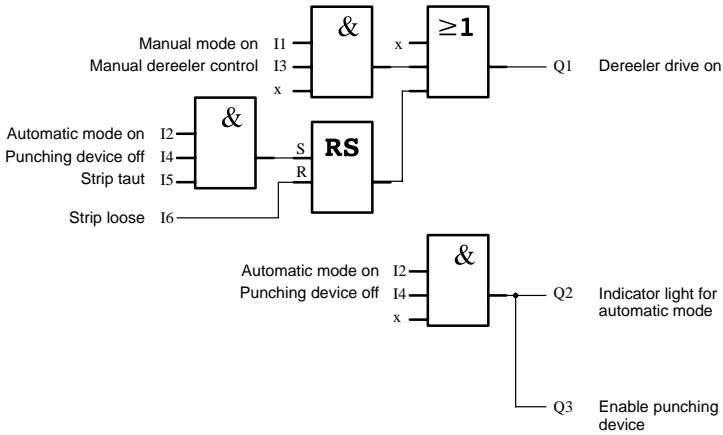 &
≥1
Manual mode on I1
x
Manual dereeler control I3
Q1 Dereeler drive on
x
&
Automatic mode on I2
RS
Punching device off I4
S
Strip taut I5
R
Strip loose I6
&
Automatic mode on I2
Punching device off I4
Q2 Indicator light for
automatic mode
x
Q3 Enable punching
device